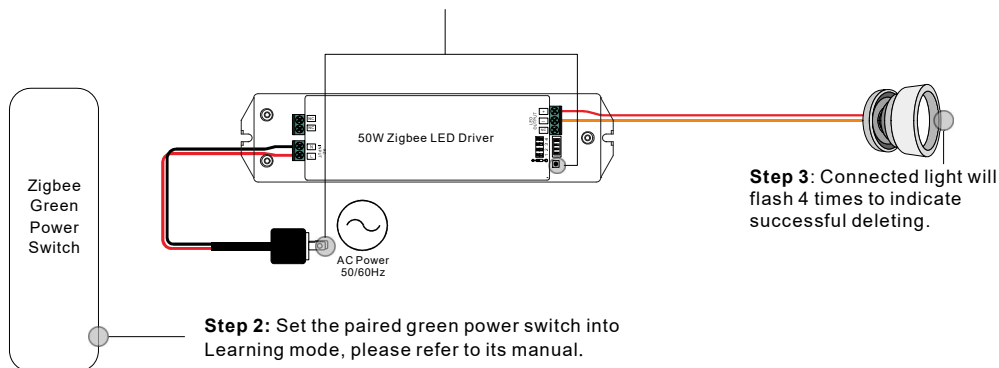 50W Zigbee LED Driver
LED
OUTPUT
Zigbee
Green
Power
Switch
Step 3: Connected light will
flash 4 times to indicate
successful deleting.
AC Power
50/60Hz
Step 2: Set the paired green power switch into
Learning mode, please refer to its manual.